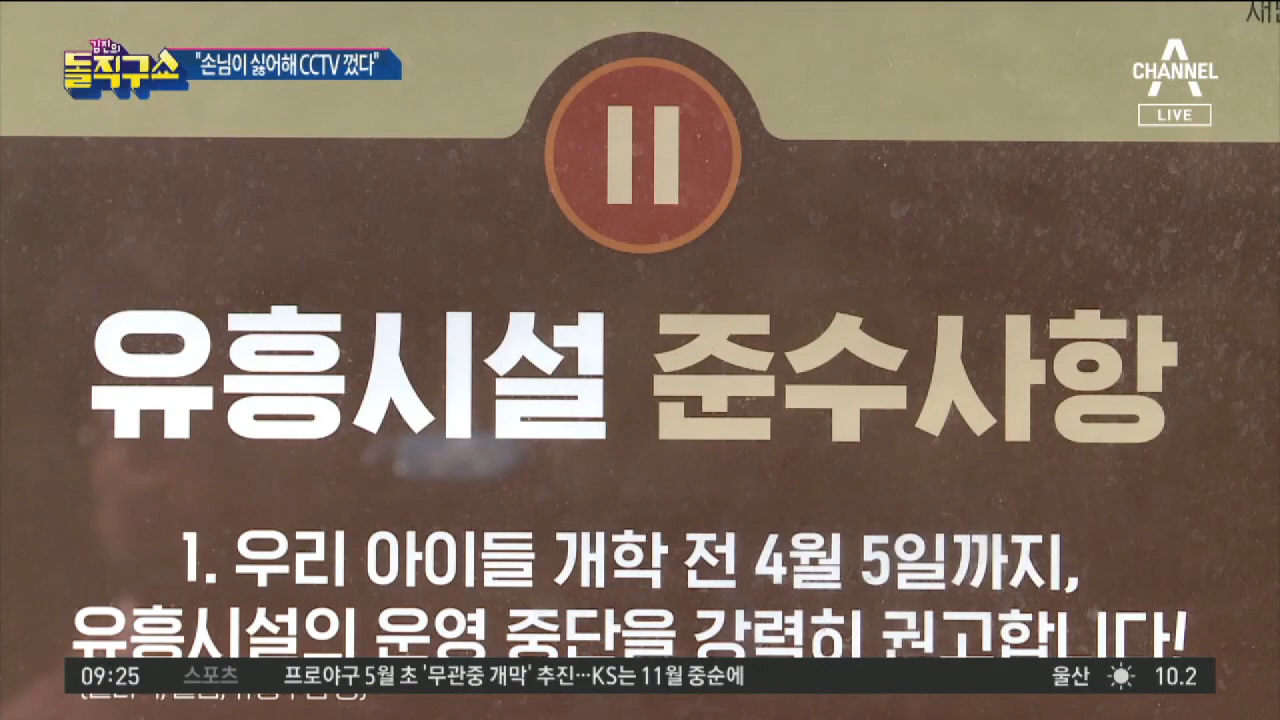 김진의
돌직구쇼
"손님이 싫어해 CCTV 껐다"
CHANNEL A
LIVE
유흥시설 준수사항
1. 우리 아이들 개학 전 4월 5일까지,
유흥시설의 운영 중단을 강력히 권고합니다!
09:25 스포츠 프로야구 5월 초 '무관중 개막' 추진…KS는 11월 중순에 울산 10.2